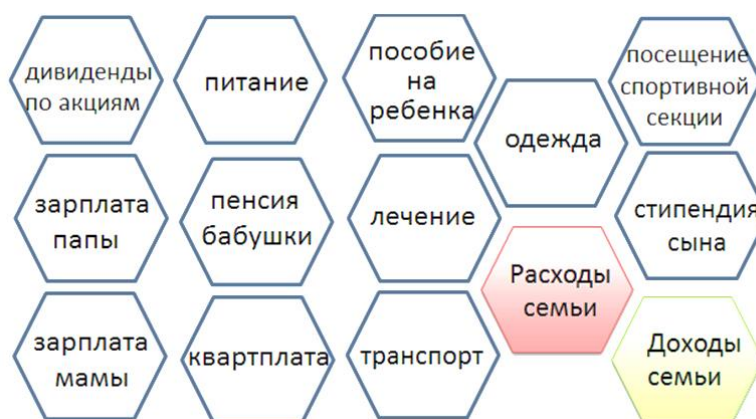 дивиденды
по акциям
питание
пособие
на
ребенка
одежда
посещение
спортивной
секции
зарплата
папы
пенсия
бабушки
лечение
стипендия
сына
Расходы
семьи
зарплата
мамы
квартплата
транспорт
Доходы
семьи